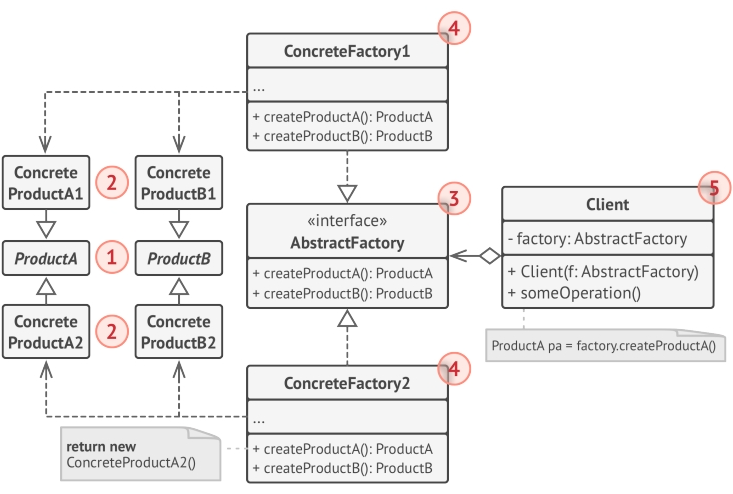 4
ConcreteFactory1
...
+ createProductA(): ProductA
+ createProductB(): ProductB
Concrete
ProductA1
2
Concrete
ProductB1
ProductA
1
ProductB
Concrete
ProductA2
2
Concrete
ProductB2
3
«interface»
AbstractFactory
+ createProductA(): ProductA
+ createProductB(): ProductB
5
Client
- factory: AbstractFactory
+ Client(f: AbstractFactory)
+ someOperation()
ProductA pa = factory.createProductA()
4
ConcreteFactory2
...
+ createProductA(): ProductA
+ createProductB(): ProductB
return new
ConcreteProductA2()